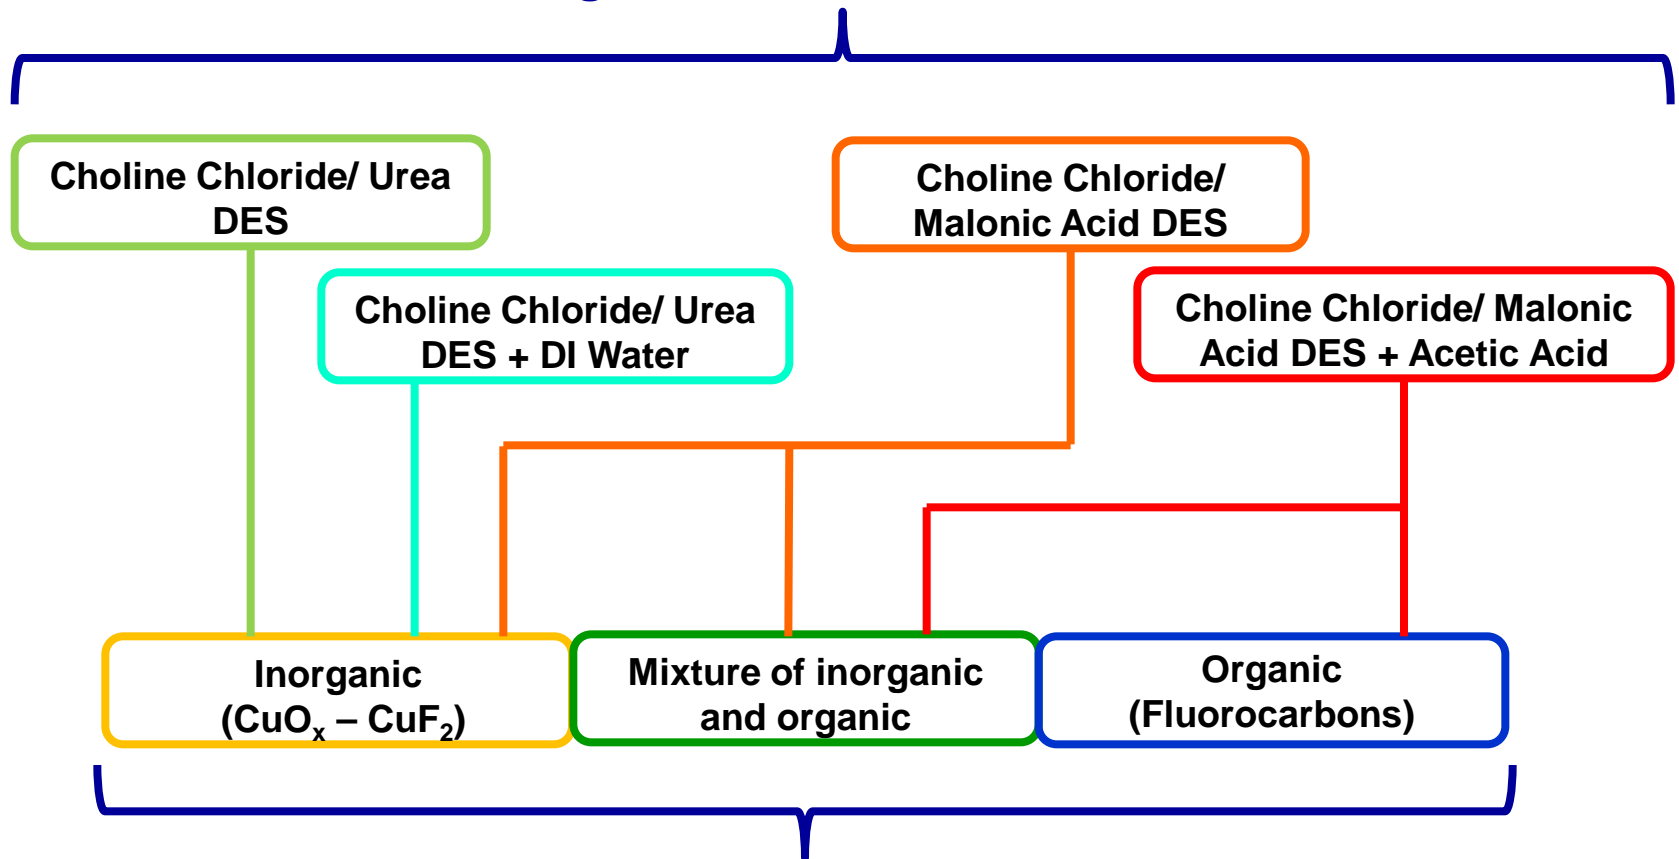 Choline Chloride/ Urea
DES
Choline Chloride/
Malonic Acid DES
Choline Chloride/ Urea
DES + DI Water
Choline Chloride/ Malonic
Acid DES + Acetic Acid
Inorganic
(CuOₓ – CuF₂)
Mixture of inorganic
and organic
Organic
(Fluorocarbons)